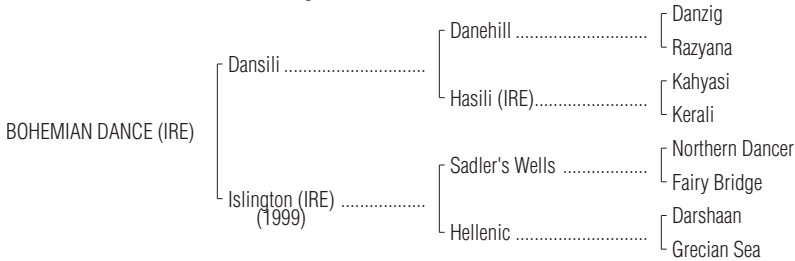 Danzig
Danehill ............................
Razyana
Dansili ..............................
Kahyasi
Hasili (IRE)........................
Kerali
BOHEMIAN DANCE (IRE)
Northern Dancer
Sadler's Wells ..................
Fairy Bridge
Islington (IRE) ..................
(1999)
Darshaan
Hellenic ............................
Grecian Sea